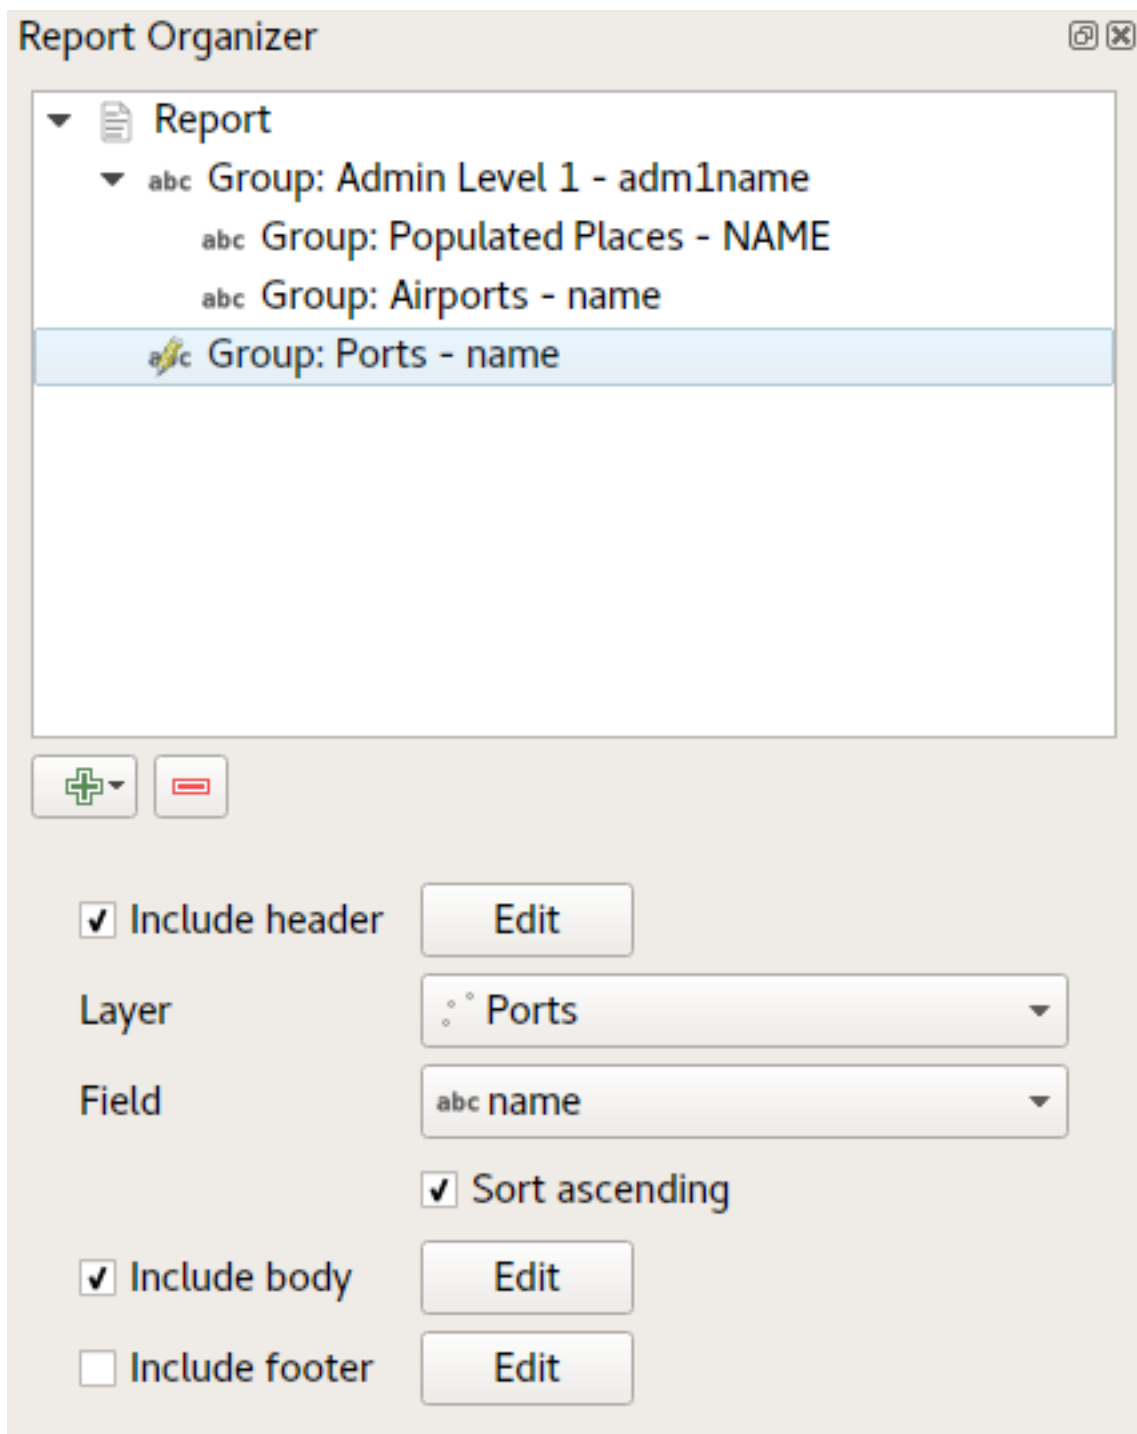 Report Organizer
Report
abc Group: Admin Level 1 - adm1name
abc Group: Populated Places - NAME
abc Group: Airports - name
Group: Ports - name
Include header Edit
Layer Ports
Field abc name
Sort ascending
Include body Edit
Include footer Edit